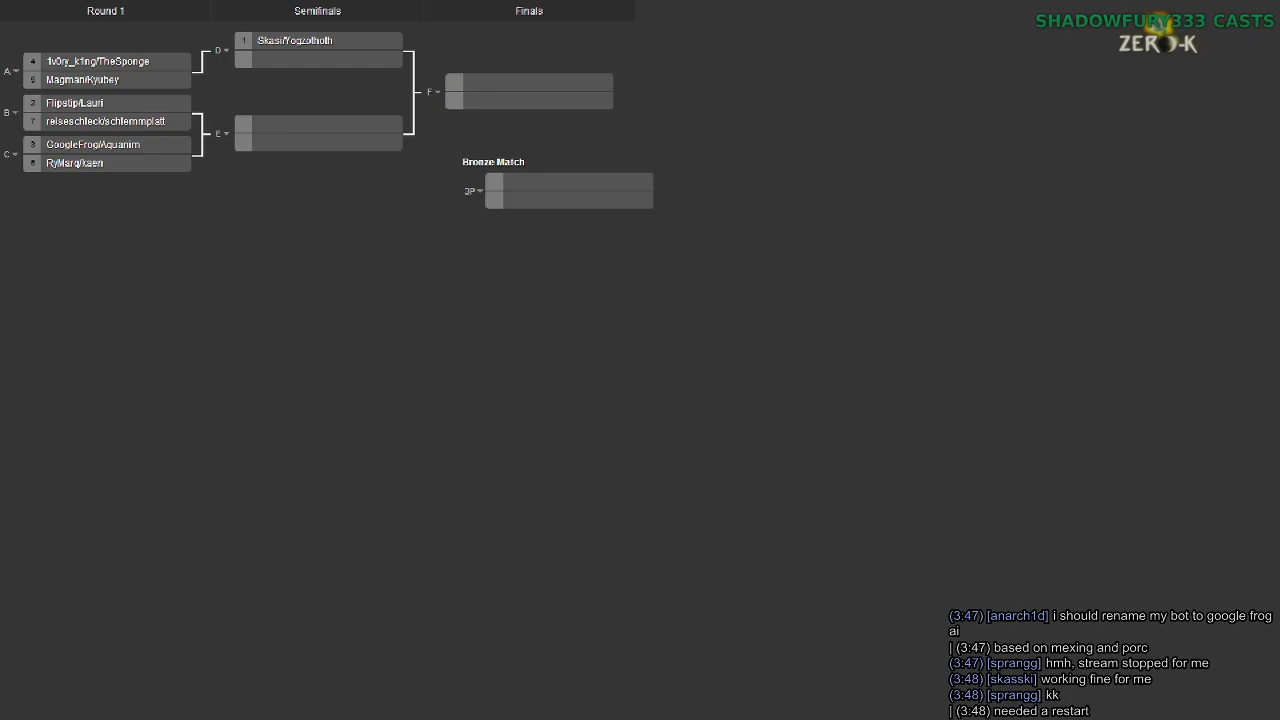 Round 1
Semifinals
Finals
SHADOWFURY333 CASTS
ZERO-K
A
4 1v0ry_k1ng/TheSponge
5 Magman/Kyubey
B
2 Flipstip/Lauri
7 reiseschleck/schlemmplatt
C
3 GoogleFrog/Aquanim
6 RyMarq/kaen
D
1 Skasi/Yogzothoth
E
F
Bronze Match
3P
(3:47) [anarch1d] i should rename my bot to google frog
ai
| (3:47) based on mexing and porc
(3:47) [sprangg] hmh, stream stopped for me
(3:48) [skasski] working fine for me
(3:48) [sprangg] kk
| (3:48) needed a restart